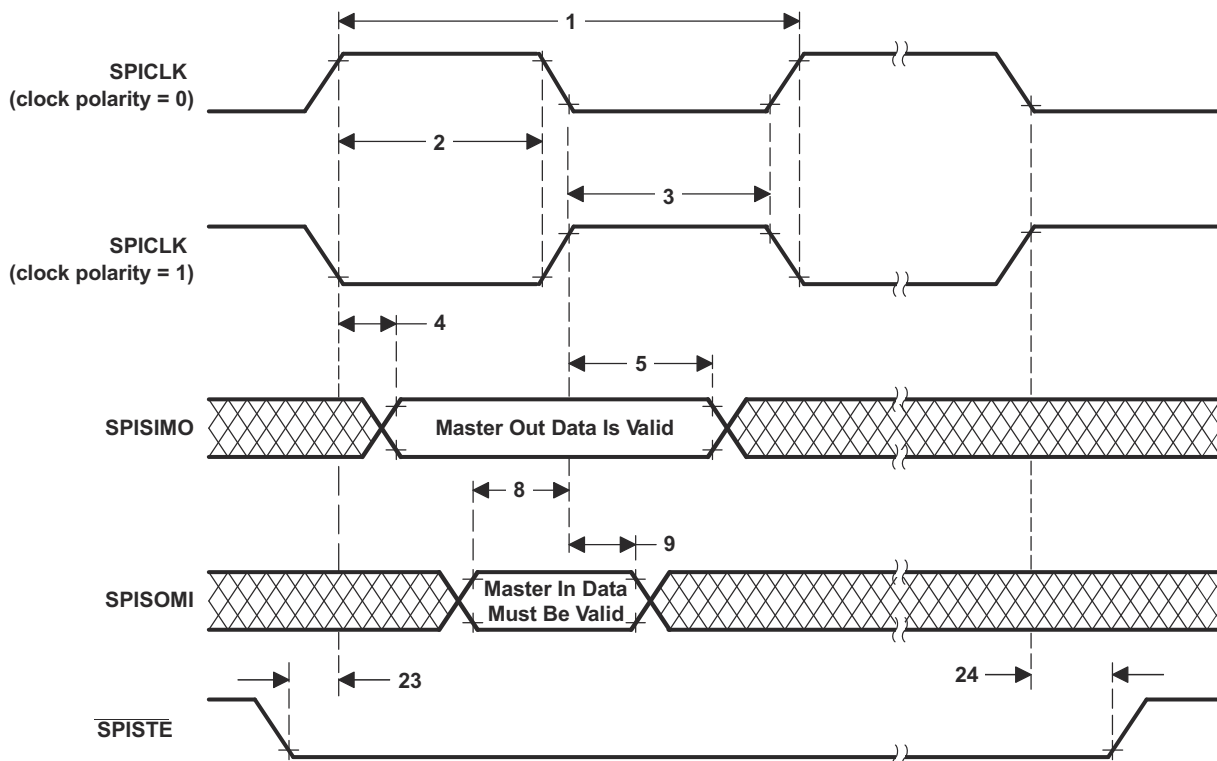 1
SPICLK
(clock polarity = 0)
2
3
SPICLK
(clock polarity = 1)
4
5
SPISIMO
Master Out Data Is Valid
8
9
SPISOMI
Master In Data
Must Be Valid
23
24
SPISTE